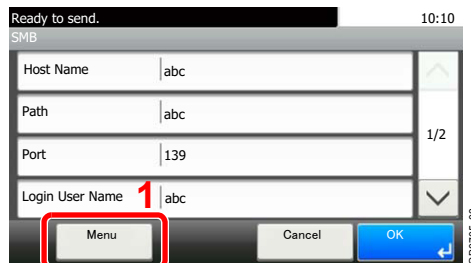 Ready to send. 10:10
SMB
Host Name abc
Path abc
1/2
Port 139
Login User Name 1 abc
Menu Cancel OK